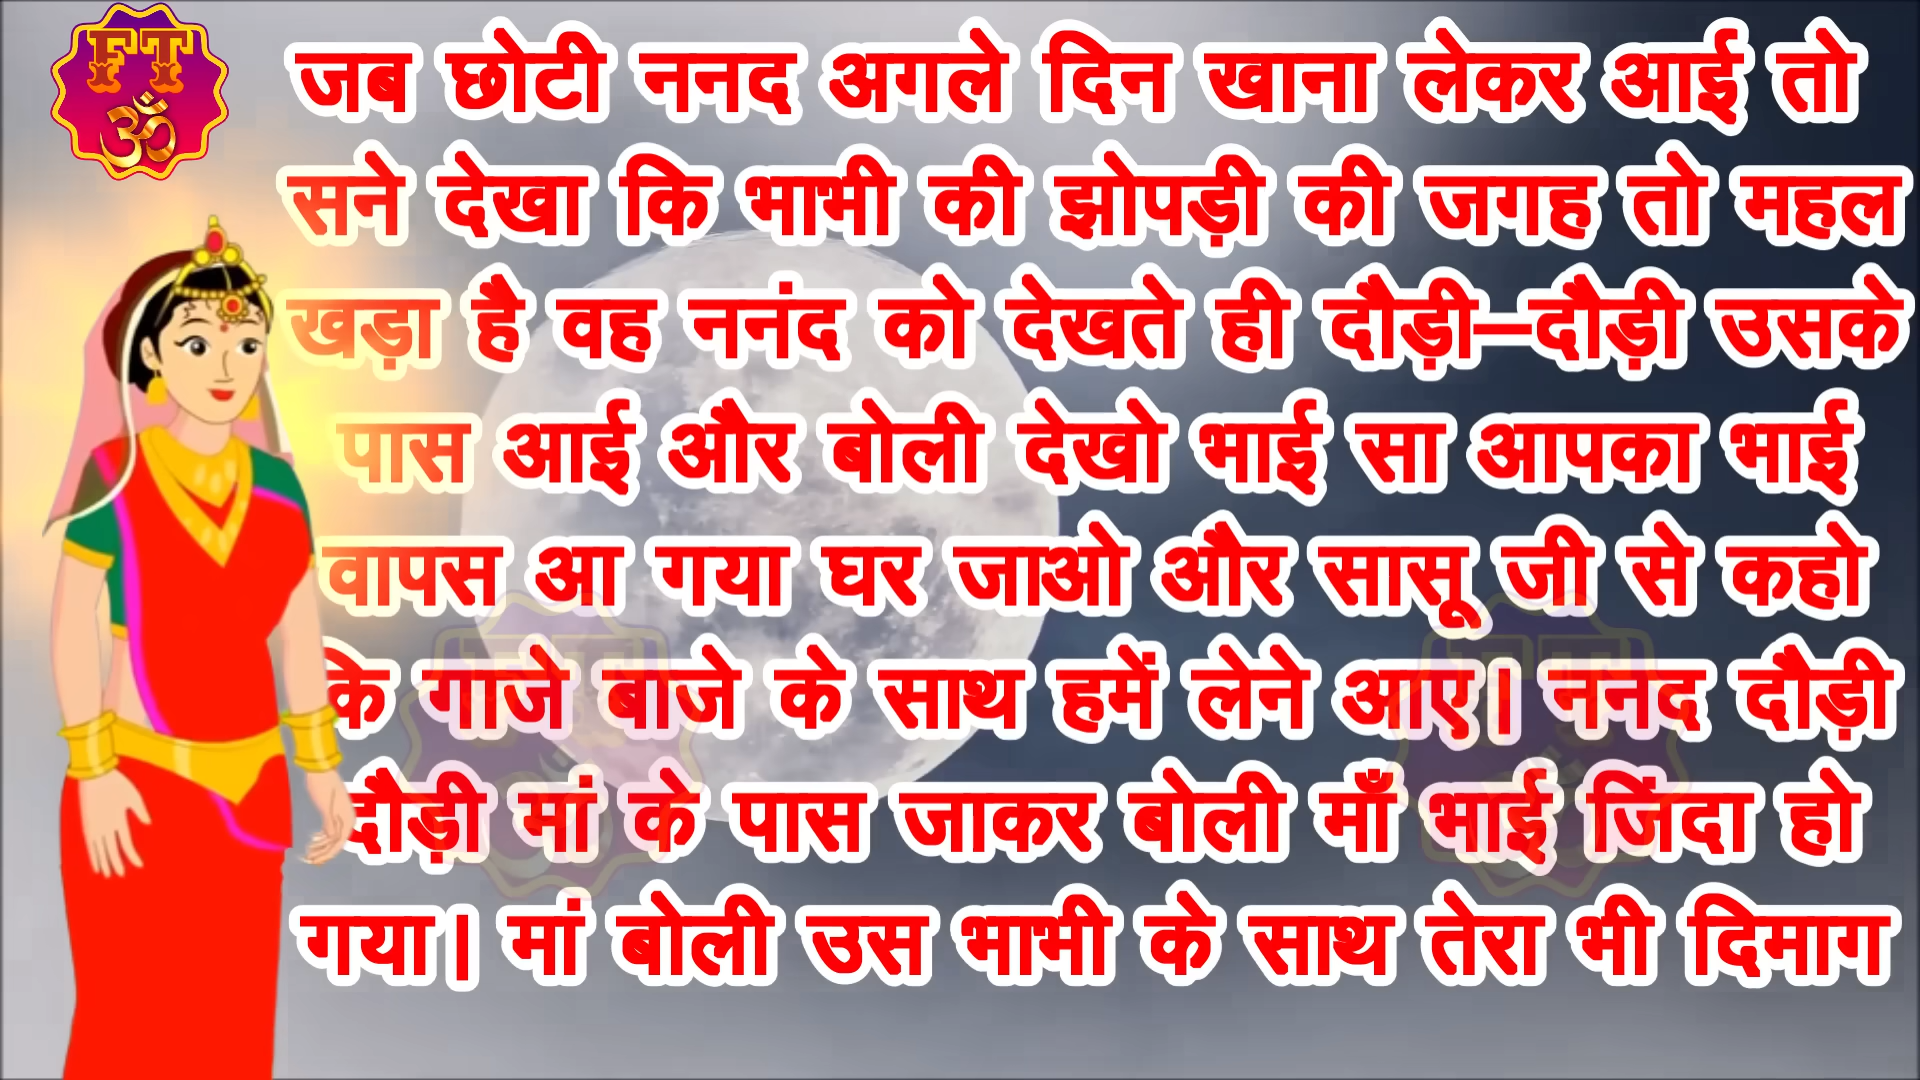 FT
ॐ
जब छोटी ननद अगले दिन खाना लेकर आई तो
सने देखा कि भाभी की झोपड़ी की जगह तो महल
खड़ा है वह ननंद को देखते ही दौड़ी–दौड़ी उसके
पास आई और बोली देखो भाई सा आपका भाई
वापस आ गया घर जाओ और सासू जी से कहो
कि गाजे बाजे के साथ हमें लेने आए| ननद दौड़ी
दौड़ी मां के पास जाकर बोली माँ भाई जिंदा हो
गया| मां बोली उस भाभी के साथ तेरा भी दिमाग